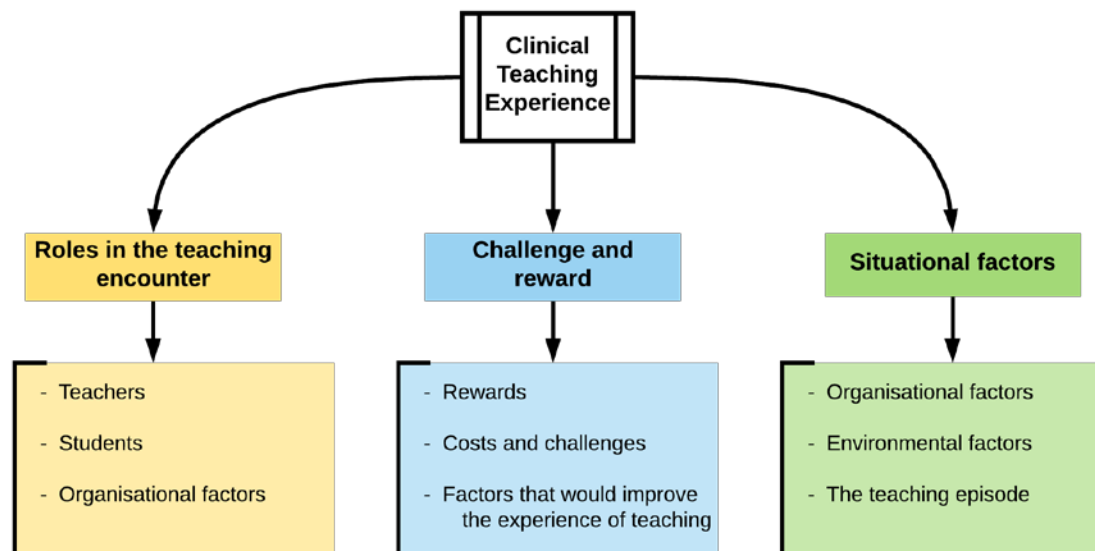 Clinical
Teaching
Experience
Roles in the teaching
encounter
Challenge and
reward
Situational factors
- Teachers
- Students
- Organisational factors
- Rewards
- Costs and challenges
- Factors that would improve
the experience of teaching
- Organisational factors
- Environmental factors
- The teaching episode